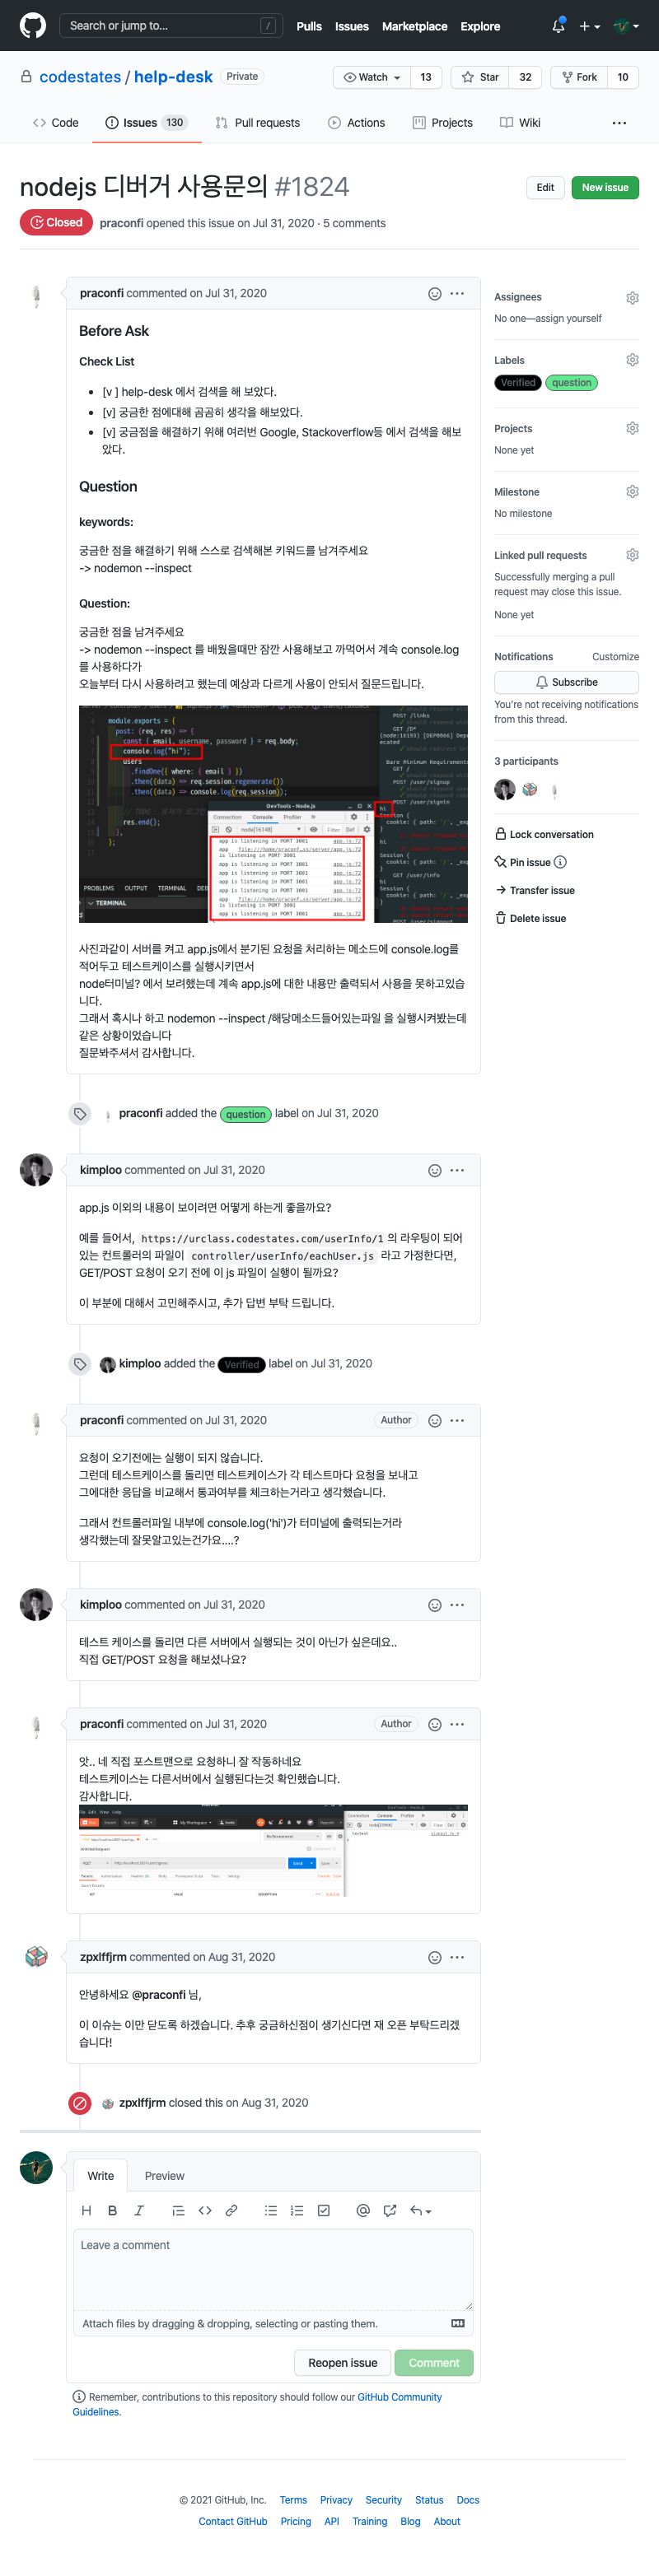 Search or jump to...
/
Pulls Issues Marketplace Explore
codestates / help-desk Private
Watch 13 Star 32 Fork 10
Code Issues 130 Pull requests Actions Projects Wiki
nodejs 디버거 사용문의 #1824
Edit New issue
Closed praconfi opened this issue on Jul 31, 2020 · 5 comments
praconfi commented on Jul 31, 2020
Before Ask
Check List
[v ] help-desk 에서 검색을 해 보았다.
[v] 궁금한 점에대해 곰곰히 생각을 해보았다.
[v] 궁금점을 해결하기 위해 여러번 Google, Stackoverflow등 에서 검색을 해보
았다.
Question
keywords:
궁금한 점을 해결하기 위해 스스로 검색해본 키워드를 남겨주세요
-> nodemon --inspect
Question:
궁금한 점을 남겨주세요
-> nodemon --inspect 를 배웠을때만 잠깐 사용해보고 까먹어서 계속 console.log
를 사용하다가
오늘부터 다시 사용하려고 했는데 예상과 다르게 사용이 안되서 질문드립니다.
module.exports = {
post: (req, res) => {
const { email, username, password } = req.body;
console.log("hi");
users
.findOne({ where: { email } })
.then((data) => req.session.regenerate())
.then((data) => console.log(req.session));
res.end();
},
};
PROBLEMS OUTPUT TERMINAL
TERMINAL
DevTools - Node.js
Connection Console Profiler
node[16348] Filter
app is listening in PORT 3001 app.js:72
app is listening in PORT 3001 app.js:72
app is listening in PORT 3001 app.js:72
app is listening in PORT 3001 app.js:72
app is listening in PORT 3001 app.js:72
app is listening in PORT 3001 app.js:72
사진과같이 서버를 켜고 app.js에서 분기된 요청을 처리하는 메소드에 console.log를
적어두고 테스트케이스를 실행시키면서
node터미널? 에서 보려했는데 계속 app.js에 대한 내용만 출력되서 사용을 못하고있습
니다.
그래서 혹시나 하고 nodemon --inspect /해당메소드들어있는파일 을 실행시켜봤는데
같은 상황이었습니다
질문봐주셔서 감사합니다.
Assignees
No one—assign yourself
Labels
Verified question
Projects
None yet
Milestone
No milestone
Linked pull requests
Successfully merging a pull
request may close this issue.
None yet
Notifications Customize
Subscribe
You're not receiving notifications
from this thread.
3 participants
Lock conversation
Pin issue
Transfer issue
Delete issue
praconfi added the question label on Jul 31, 2020
kimploo commented on Jul 31, 2020
app.js 이외의 내용이 보이려면 어떻게 하는게 좋을까요?
예를 들어서, https://urclass.codestates.com/userInfo/1 의 라우팅이 되어
있는 컨트롤러의 파일이 controller/userInfo/eachUser.js 라고 가정한다면,
GET/POST 요청이 오기 전에 이 js 파일이 실행이 될까요?
이 부분에 대해서 고민해주시고, 추가 답변 부탁 드립니다.
kimploo added the Verified label on Jul 31, 2020
praconfi commented on Jul 31, 2020 Author
요청이 오기전에는 실행이 되지 않습니다.
그런데 테스트케이스를 돌리면 테스트케이스가 각 테스트마다 요청을 보내고
그에대한 응답을 비교해서 통과여부를 체크하는거라고 생각했습니다.
그래서 컨트롤러파일 내부에 console.log('hi')가 터미널에 출력되는거라
생각했는데 잘못알고있는건가요....?
kimploo commented on Jul 31, 2020
테스트 케이스를 돌리면 다른 서버에서 실행되는 것이 아닌가 싶은데요..
직접 GET/POST 요청을 해보셨나요?
praconfi commented on Jul 31, 2020 Author
앗.. 네 직접 포스트맨으로 요청하니 잘 작동하네요
테스트케이스는 다른서버에서 실행된다는것 확인했습니다.
감사합니다.
zpxlffjrm commented on Aug 31, 2020
안녕하세요 @praconfi 님,
이 이슈는 이만 닫도록 하겠습니다. 추후 궁금하신점이 생기신다면 재 오픈 부탁드리겠
습니다!
zpxlffjrm closed this on Aug 31, 2020
Write Preview
Leave a comment
Attach files by dragging & dropping, selecting or pasting them.
Reopen issue Comment
Remember, contributions to this repository should follow our GitHub Community
Guidelines.
© 2021 GitHub, Inc. Terms Privacy Security Status Docs
Contact GitHub Pricing API Training Blog About